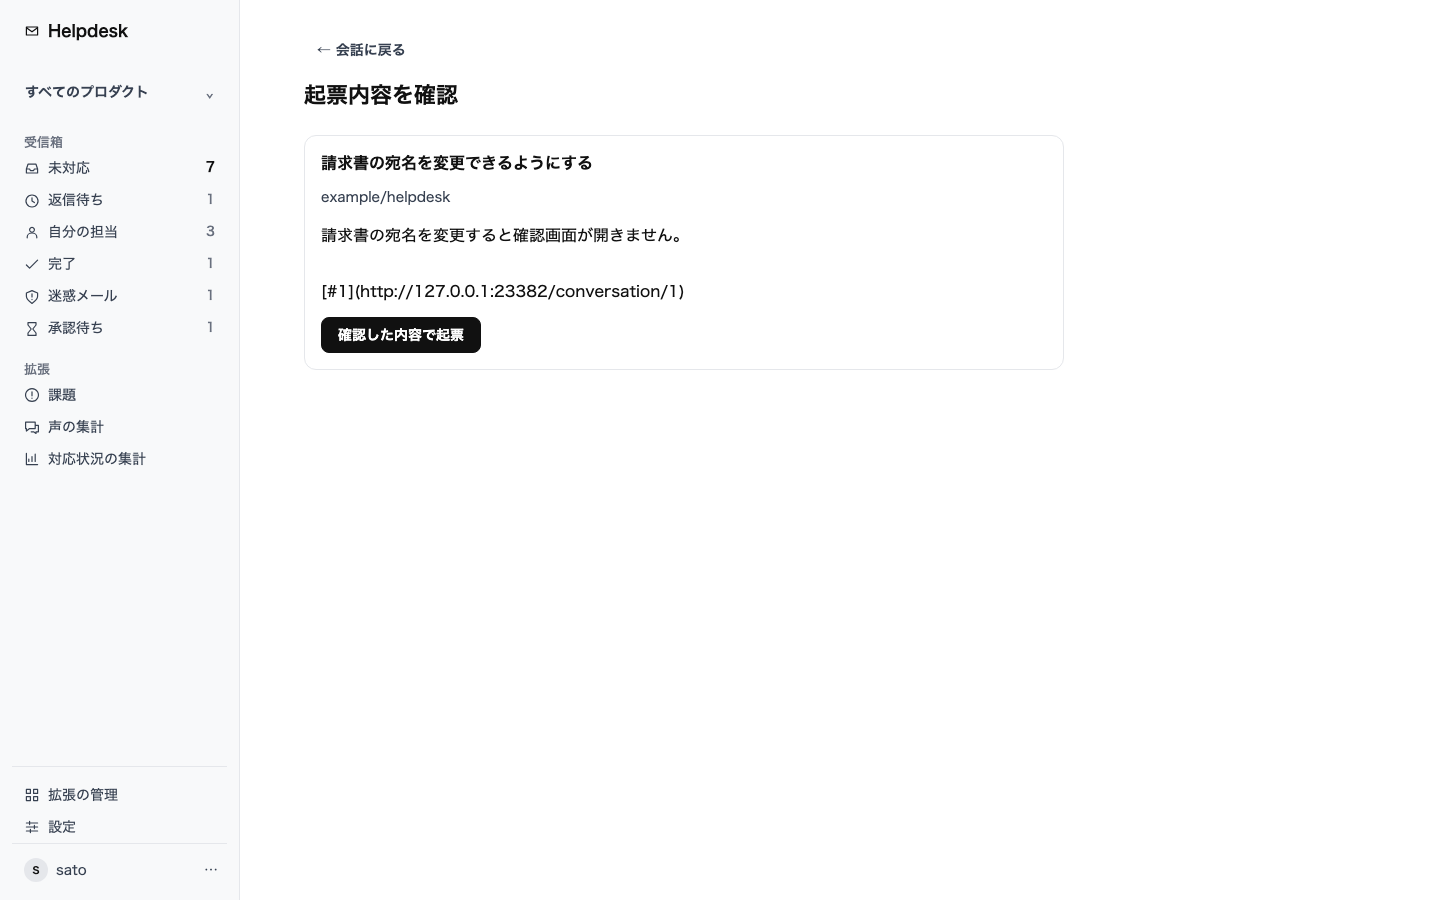 Helpdesk
すべてのプロダクト
受信箱
未対応 7
返信待ち 1
自分の担当 3
完了 1
迷惑メール 1
承認待ち 1
拡張
課題
声の集計
対応状況の集計
拡張の管理
設定
S sato ...
← 会話に戻る
起票内容を確認
請求書の宛名を変更できるようにする
example/helpdesk
請求書の宛名を変更すると確認画面が開きません。
[#1](http://127.0.0.1:23382/conversation/1)
確認した内容で起票